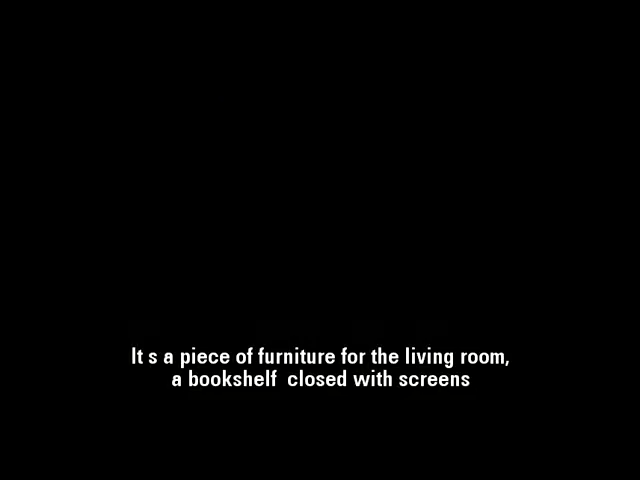 It s a piece of furniture for the living room,
a bookshelf  closed with screens